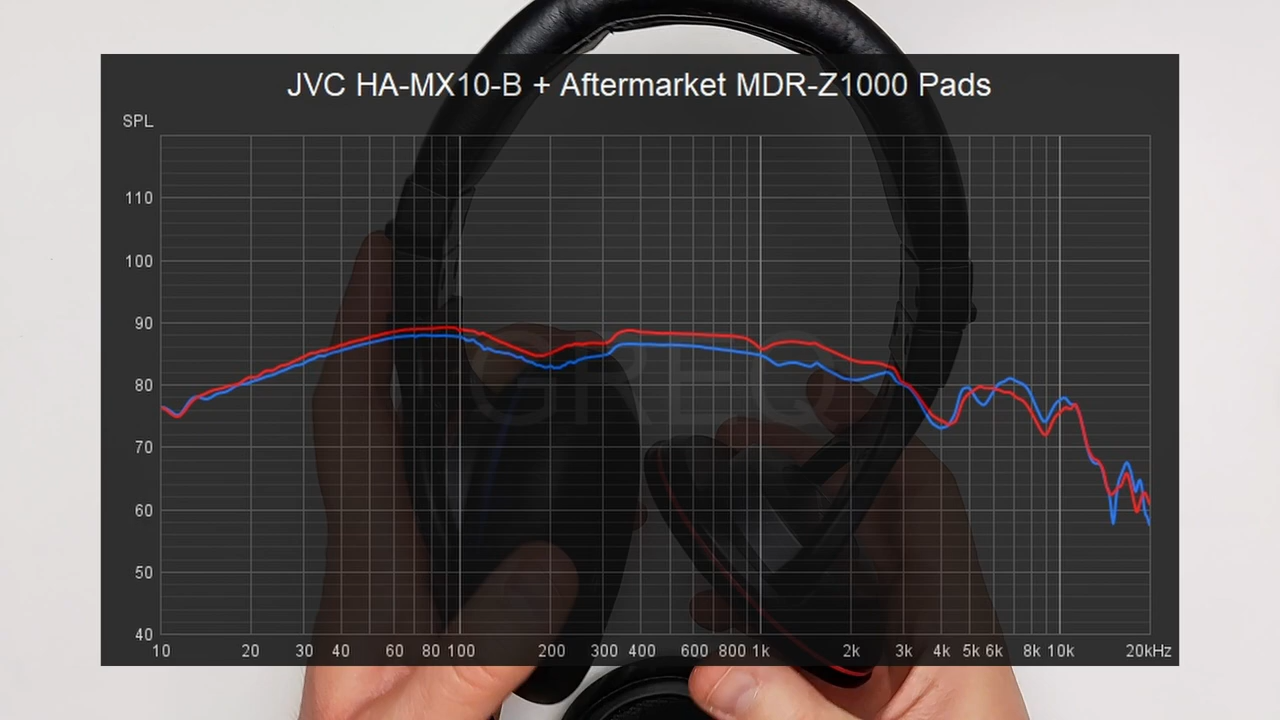 JVC HA-MX10-B + Aftermarket MDR-Z1000 Pads
SPL
110
100
90
80
70
60
50
40
10 20 30 40 60 80 100 200 300 400 600 800 1k 2k 3k 4k 5k 6k 8k 10k 20kHz